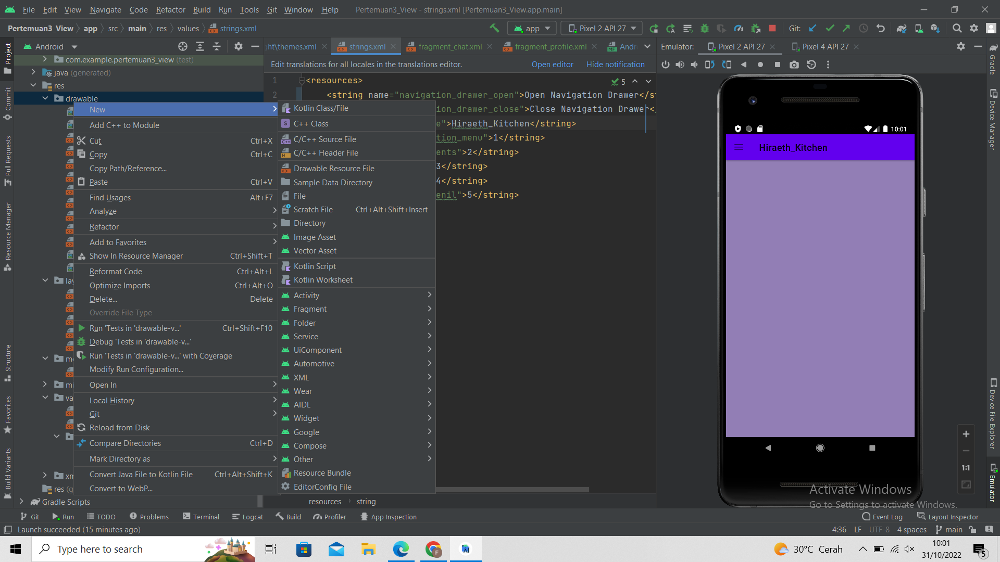 File Edit View Navigate Code Refactor Build Run Tools Git Window Help Pertemuan3_View - strings.xml [Pertemuan3_View.app.main]
Pertemuan3_View app src main res values strings.xml app Pixel 2 API 27 Git:
Android
ht\themes.xml strings.xml fragment_chat.xml fragment_profile.xml Andr
Emulator: Pixel 2 API 27 Pixel 4 API 27
com.example.pertemuan3_view (test)
java (generated)
res
drawable
Edit translations for all locales in the translations editor. Open editor Hide notification
5
1 <resources>
2 <string name="navigation_drawer_open">Open Navigation Drawer</st
tion_drawer_close">Close Navigation Drawer</
e">Hiraeth_Kitchen</string>
tion_menu">1</string>
ents">2</string>
3</string>
4</string>
enil">5</string>
New
Add C++ to Module
Cut Ctrl+X
Copy Ctrl+C
Copy Path/Reference...
Paste Ctrl+V
Find Usages Alt+F7
Analyze
Refactor
Add to Favorites
Show In Resource Manager Ctrl+Shift+T
Reformat Code Ctrl+Alt+L
Optimize Imports Ctrl+Alt+O
Delete... Delete
Override File Type
Run 'Tests in 'drawable-v...' Ctrl+Shift+F10
Debug 'Tests in 'drawable-v...'
Run 'Tests in 'drawable-v...' with Coverage
Modify Run Configuration...
Open In
Local History
Git
Reload from Disk
Compare Directories Ctrl+D
Mark Directory as
Convert Java File to Kotlin File Ctrl+Alt+Shift+K
Convert to WebP...
Kotlin Class/File
C++ Class
C/C++ Source File
C/C++ Header File
Drawable Resource File
Sample Data Directory
File
Scratch File Ctrl+Alt+Shift+Insert
Directory
Image Asset
Vector Asset
Kotlin Script
Kotlin Worksheet
Activity
Fragment
Folder
Service
UiComponent
Automotive
XML
Wear
AIDL
Widget
Google
Compose
Other
Resource Bundle
EditorConfig File
lay
me
mi
va
xm
res (g
Gradle Scripts
resources string
10:01
Hiraeth_Kitchen
1:1
Activate Windows
Go to Settings to activate Windows.
Project
Commit
Pull Requests
Resource Manager
Structure
Favorites
Build Variants
Gradle
Device Manager
Device File Explorer
Emulator
Git Run TODO Problems Terminal Logcat Build Profiler App Inspection Event Log Layout Inspector
Launch succeeded (15 minutes ago) 4:36 LF UTF-8 4 spaces main
Type here to search 30°C Cerah 10:01
31/10/2022
5